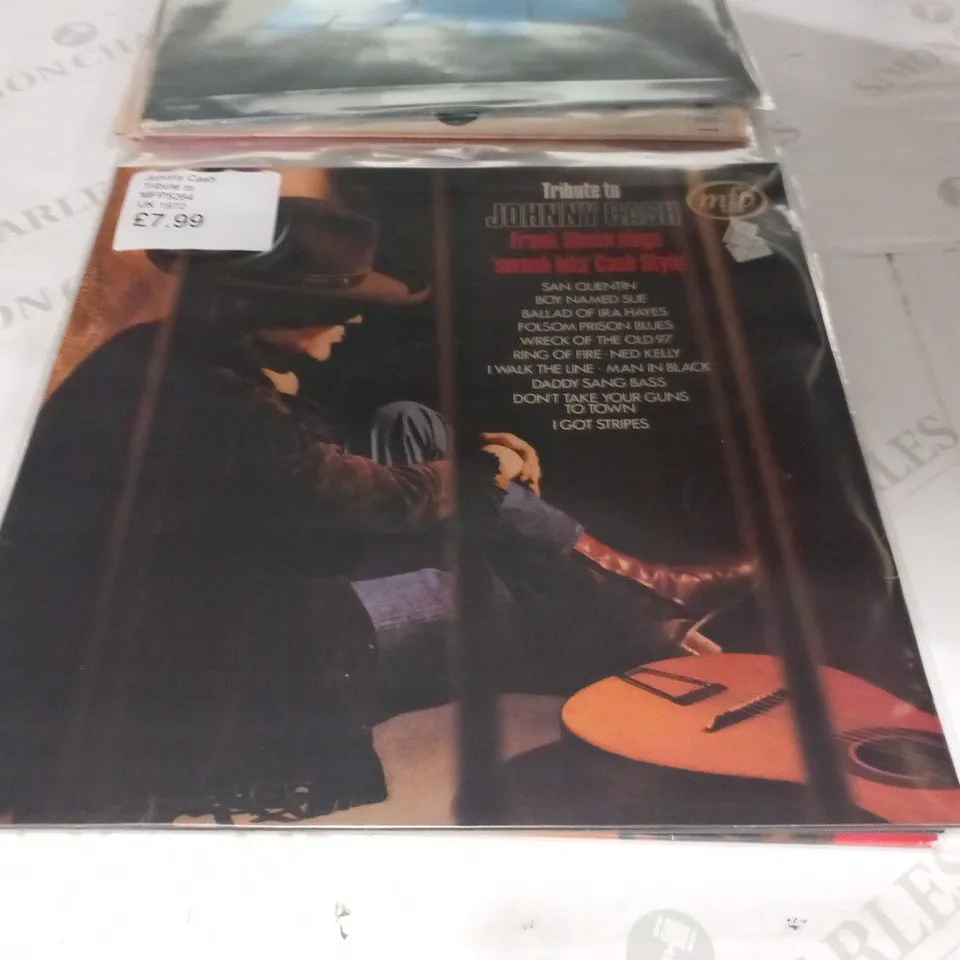 Johnny Cash
Tribute to
MFP5264
UK 1972
£7.99
Tribute to
JOHNNY CASH
mfp
'smash hits' Cash Style
SAN QUENTIN
BOY NAMED SUE
BALLAD OF IRA HAYES
FOLSOM PRISON BLUES
WRECK OF THE OLD 97
RING OF FIRE · NED KELLY
I WALK THE LINE · MAN IN BLACK
DADDY SANG BASS
DON'T TAKE YOUR GUNS
TO TOWN
I GOT STRIPES